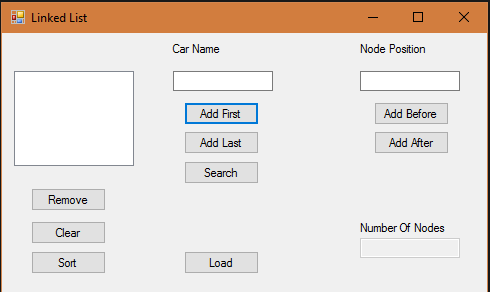 Linked List
Car Name
Node Position
Add First
Add Before
Add Last
Add After
Search
Remove
Clear
Number Of Nodes
Sort
Load